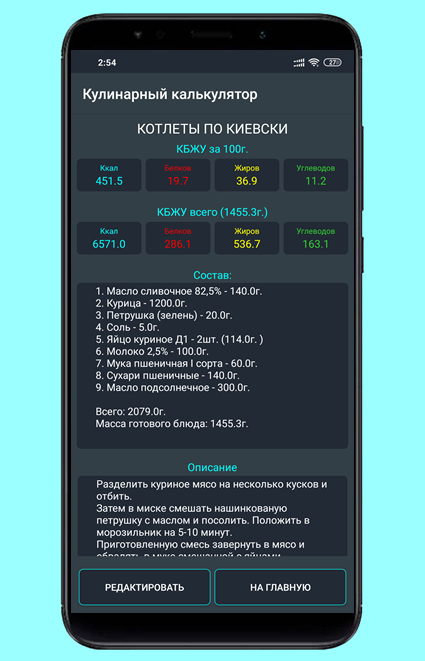 2:54
27
Кулинарный калькулятор
КОТЛЕТЫ ПО КИЕВСКИ
КБЖУ за 100г.
Ккал Белков Жиров Углеводов
451.5 19.7 36.9 11.2
КБЖУ всего (1455.3г.)
Ккал Белков Жиров Углеводов
6571.0 286.1 536.7 163.1
Состав:
1. Масло сливочное 82,5% - 140.0г.
2. Курица - 1200.0г.
3. Петрушка (зелень) - 20.0г.
4. Соль - 5.0г.
5. Яйцо куриное Д1 - 2шт. (114.0г. )
6. Молоко 2,5% - 100.0г.
7. Мука пшеничная I сорта - 60.0г.
8. Сухари пшеничные - 140.0г.
9. Масло подсолнечное - 300.0г.
Всего: 2079.0г.
Масса готового блюда: 1455.3г.
Описание
Разделить куриное мясо на несколько кусков и
отбить.
Затем в миске смешать нашинкованую
петрушку с маслом и посолить. Положить в
морозильник на 5-10 минут.
Приготовленную смесь завернуть в мясо и
обвалять в муке смешанной с яйцами
РЕДАКТИРОВАТЬ НА ГЛАВНУЮ